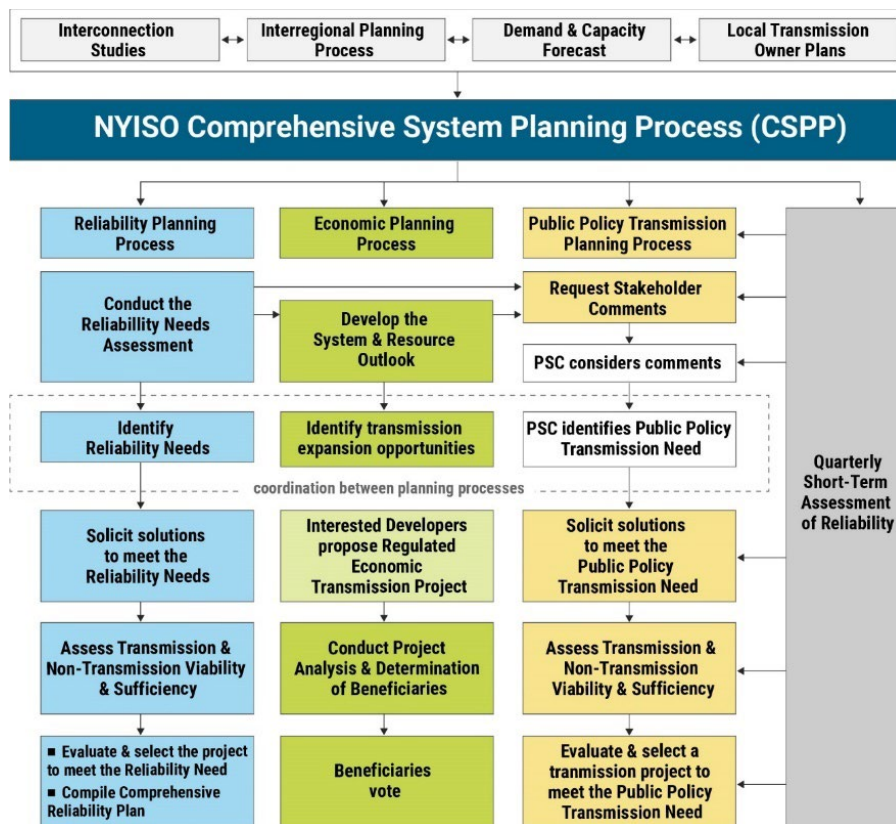 Interconnection
Studies
Interregional Planning
Process
Demand & Capacity
Forecast
Local Transmission
Owner Plans
NYISO Comprehensive System Planning Process (CSPP)
Reliability Planning
Process
Economic Planning
Process
Public Policy Transmission
Planning Process
Conduct the
Reliabillity Needs
Assessment
Develop the
System & Resource
Outlook
Request Stakeholder
Comments
PSC considers comments
Identify
Reliability Needs
Identify transmission
expansion opportunities
PSC identifies Public Policy
Transmission Need
coordination between planning processes
Quarterly
Short-Term
Assessment
of Reliability
Solicit solutions
to meet the
Reliability Needs
Interested Developers
propose Regulated
Economic
Transmission Project
Solicit solutions
to meet the
Public Policy
Transmission Need
Assess Transmission &
Non-Transmission Viability
& Sufficiency
Conduct Project
Analysis & Determination
of Beneficiaries
Assess Transmission &
Non-Transmission
Viability & Sufficiency
■ Evaluate & select the project
to meet the Reliability Need
■ Compile Comprehensive
Reliability Plan
Beneficiaries
vote
Evaluate & select a
tranmission project to
meet the Public Policy
Transmission Need